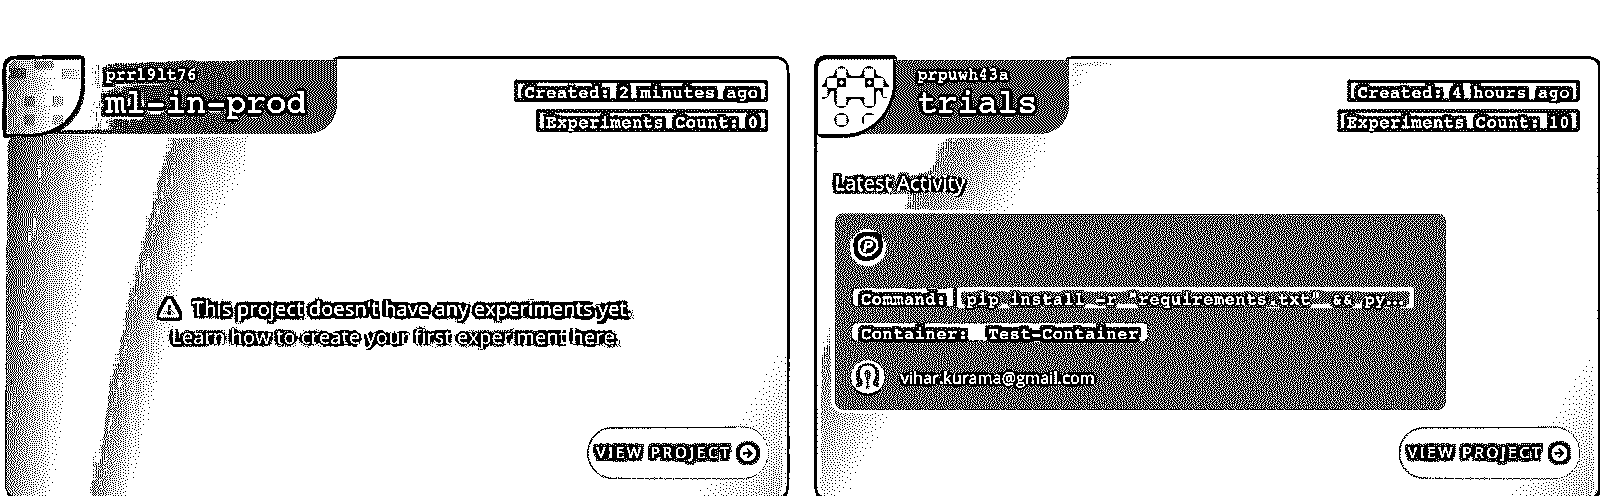 prr191t76
ml-in-prod
Created: 2 minutes ago
Experiments Count: 0
This project doesn't have any experiments yet.
Learn how to create your first experiment here.
VIEW PROJECT
prpuwh43a
trials
Created: 4 hours ago
Experiments Count: 10
Latest Activity
P
Command: pip install -r "requirements.txt" && py...
Container: Test-Container
vihar.kurama@gmail.com
VIEW PROJECT